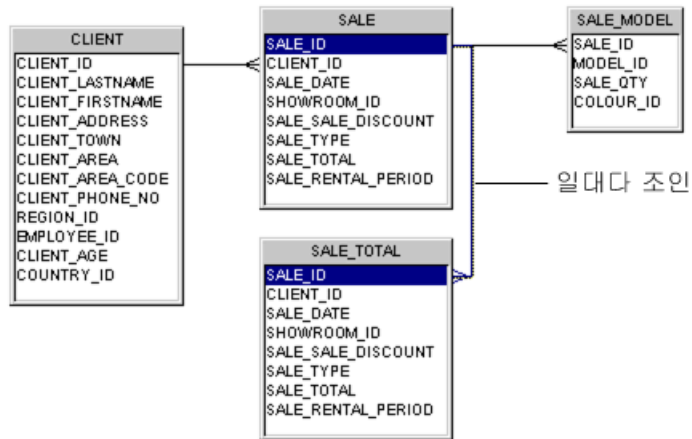 CLIENT
CLIENT_ID
CLIENT_LASTNAME
CLIENT_FIRSTNAME
CLIENT_ADDRESS
CLIENT_TOWN
CLIENT_AREA
CLIENT_AREA_CODE
CLIENT_PHONE_NO
REGION_ID
EMPLOYEE_ID
CLIENT_AGE
COUNTRY_ID
SALE
SALE_ID
CLIENT_ID
SALE_DATE
SHOWROOM_ID
SALE_SALE_DISCOUNT
SALE_TYPE
SALE_TOTAL
SALE_RENTAL_PERIOD
SALE_MODEL
SALE_ID
MODEL_ID
SALE_QTY
COLOUR_ID
일대다 조인
SALE_TOTAL
SALE_ID
CLIENT_ID
SALE_DATE
SHOWROOM_ID
SALE_SALE_DISCOUNT
SALE_TYPE
SALE_TOTAL
SALE_RENTAL_PERIOD